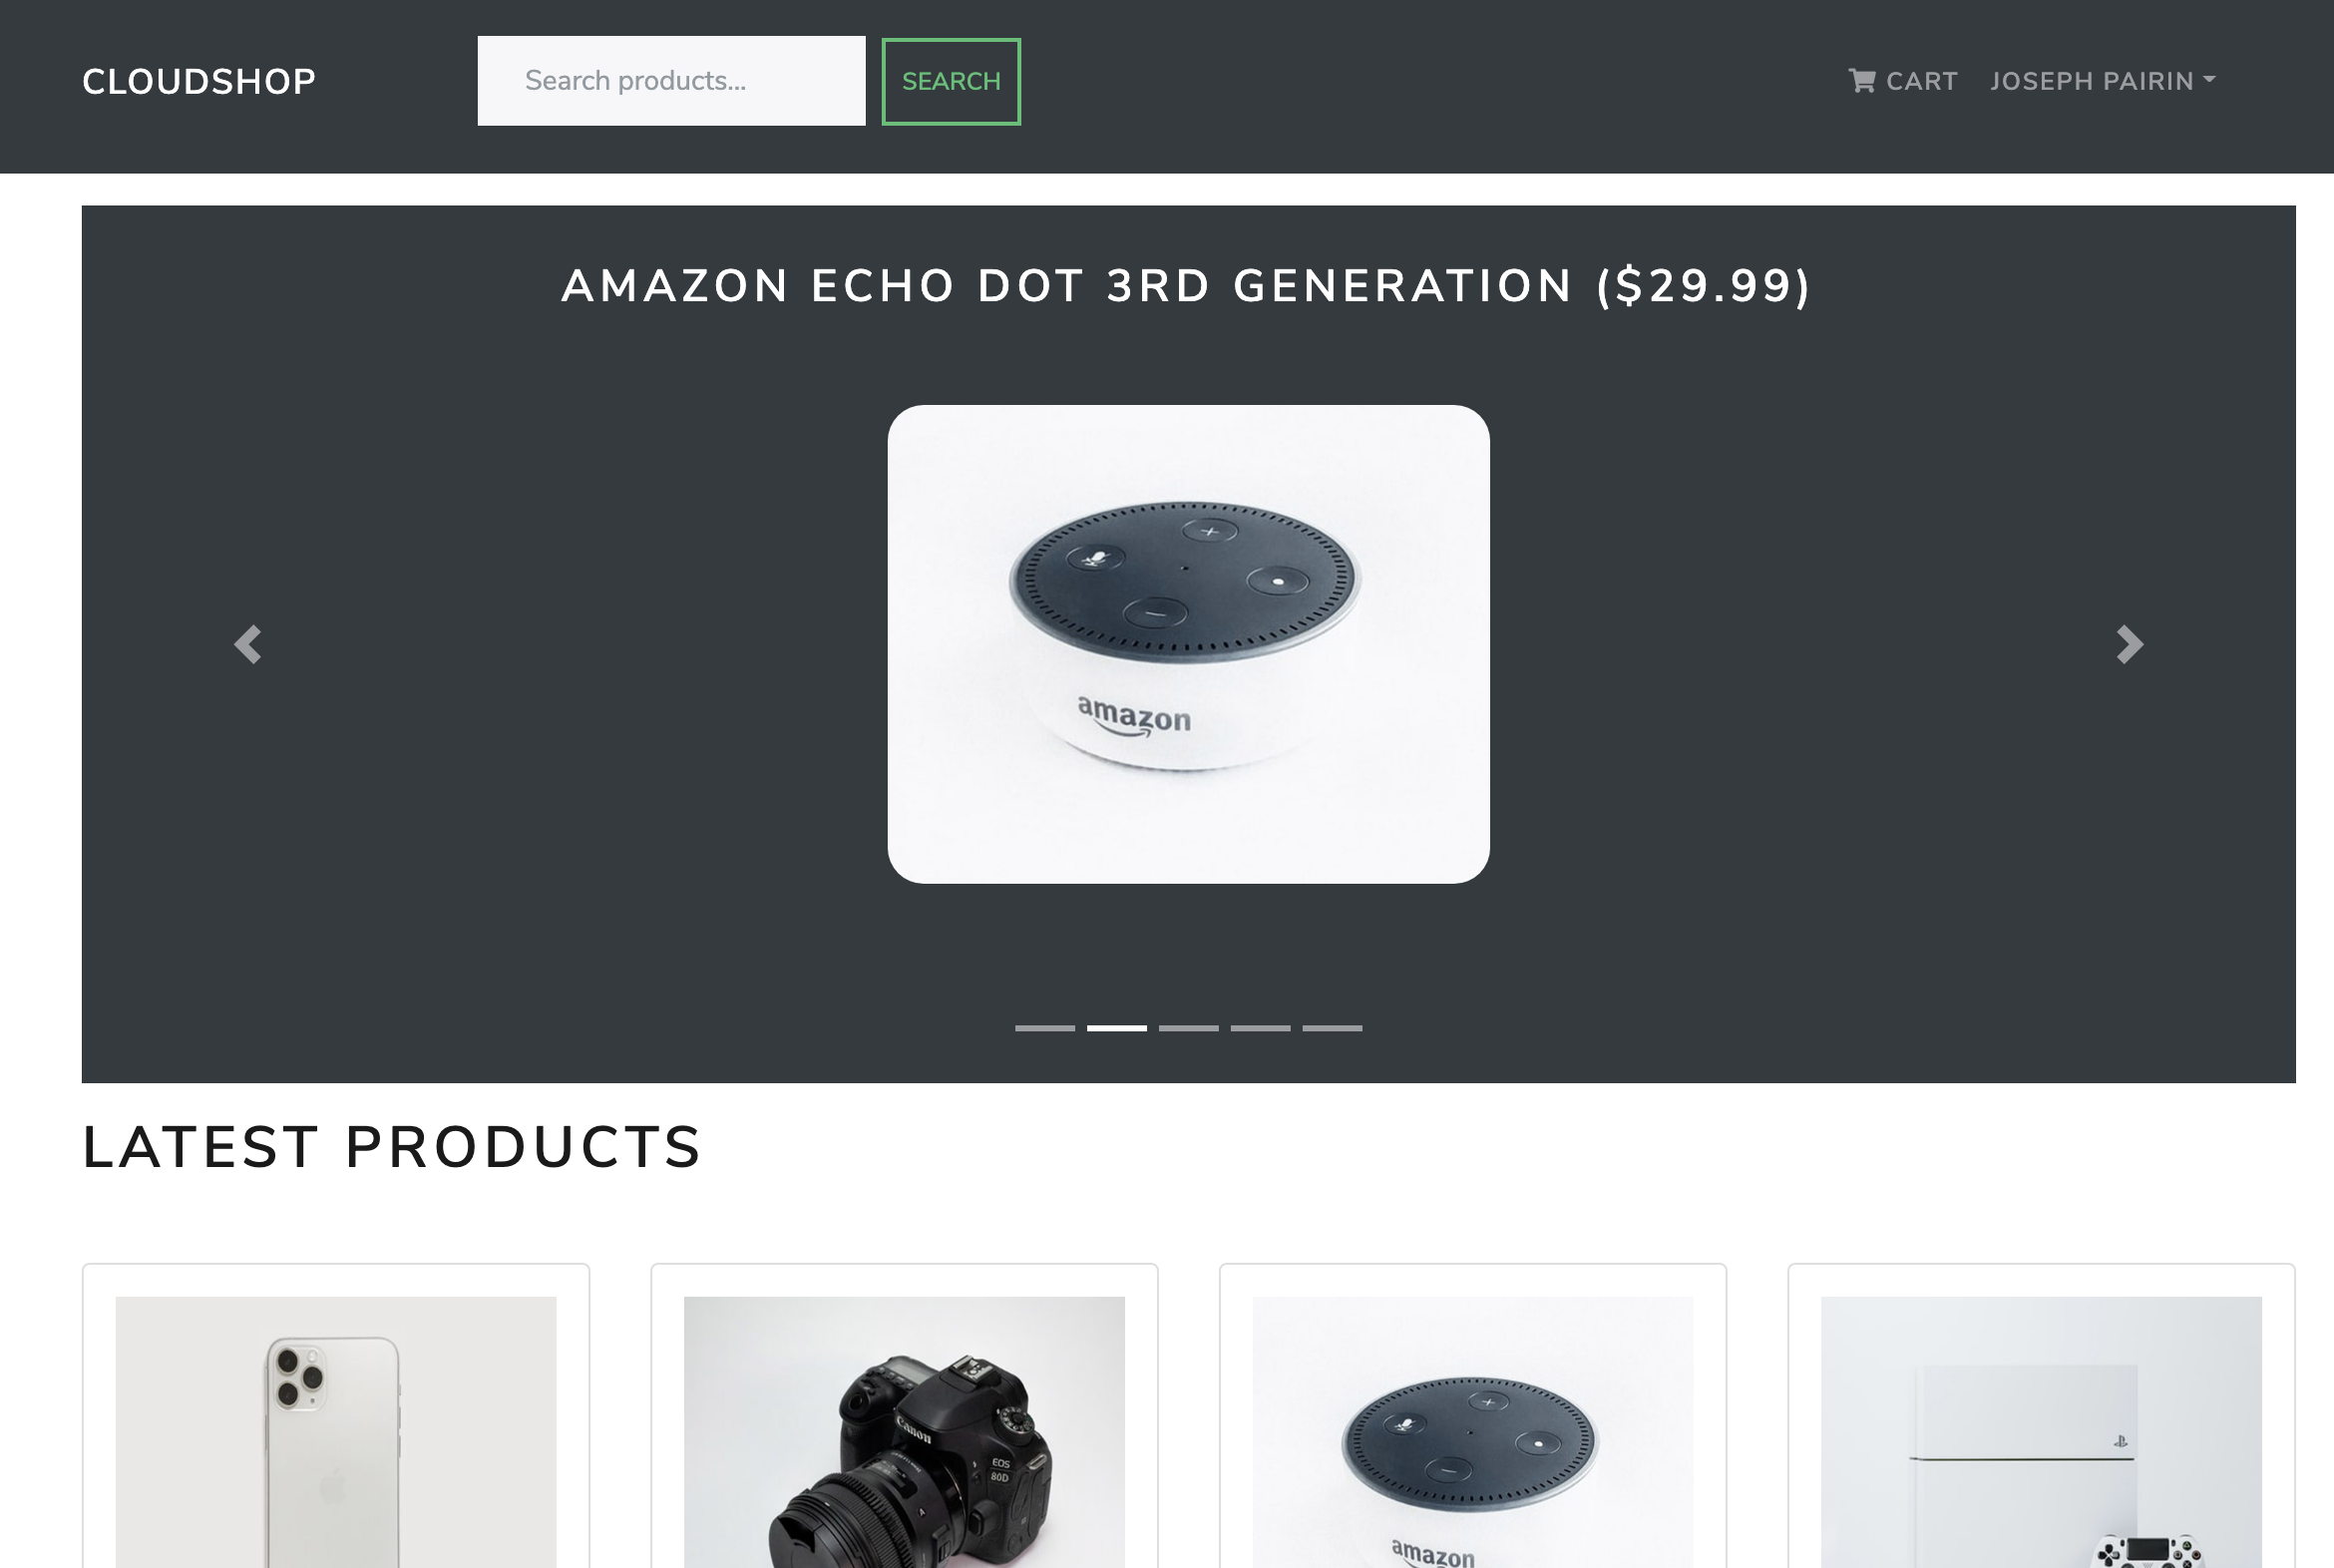 CLOUDSHOP
Search products...
SEARCH
CART
JOSEPH PAIRIN
AMAZON ECHO DOT 3RD GENERATION ($29.99)
amazon
LATEST PRODUCTS
Canon
EOS
80D
amazon